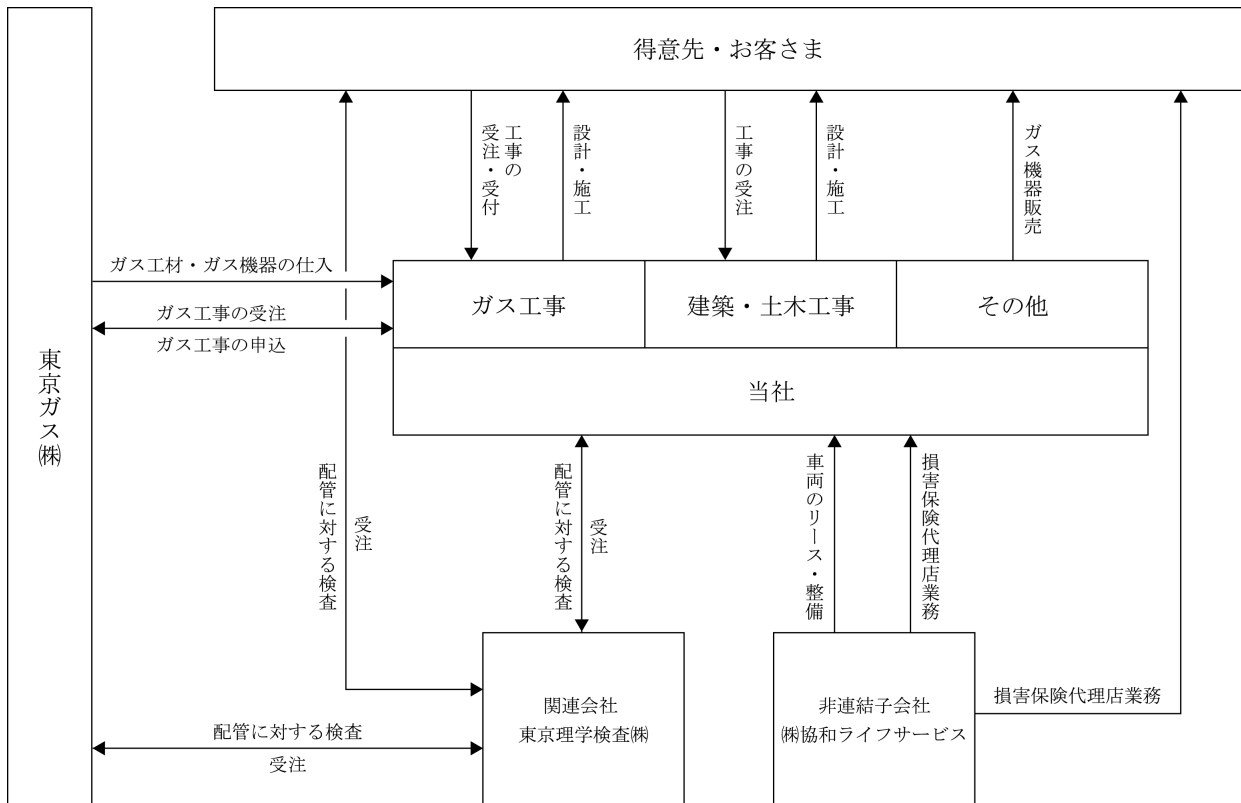 得意先・お客さま
工事の
受注・受付
設計・施工
工事の受注
設計・施工
ガス機器販売
ガス工材・ガス機器の仕入
ガス工事の受注
ガス工事の申込
東京ガス㈱
ガス工事
建築・土木工事
その他
当社
受注
配管に対する検査
受注
配管に対する検査
車両のリース・整備
損害保険代理店業務
関連会社
東京理学検査㈱
非連結子会社
㈱協和ライフサービス
損害保険代理店業務
配管に対する検査
受注